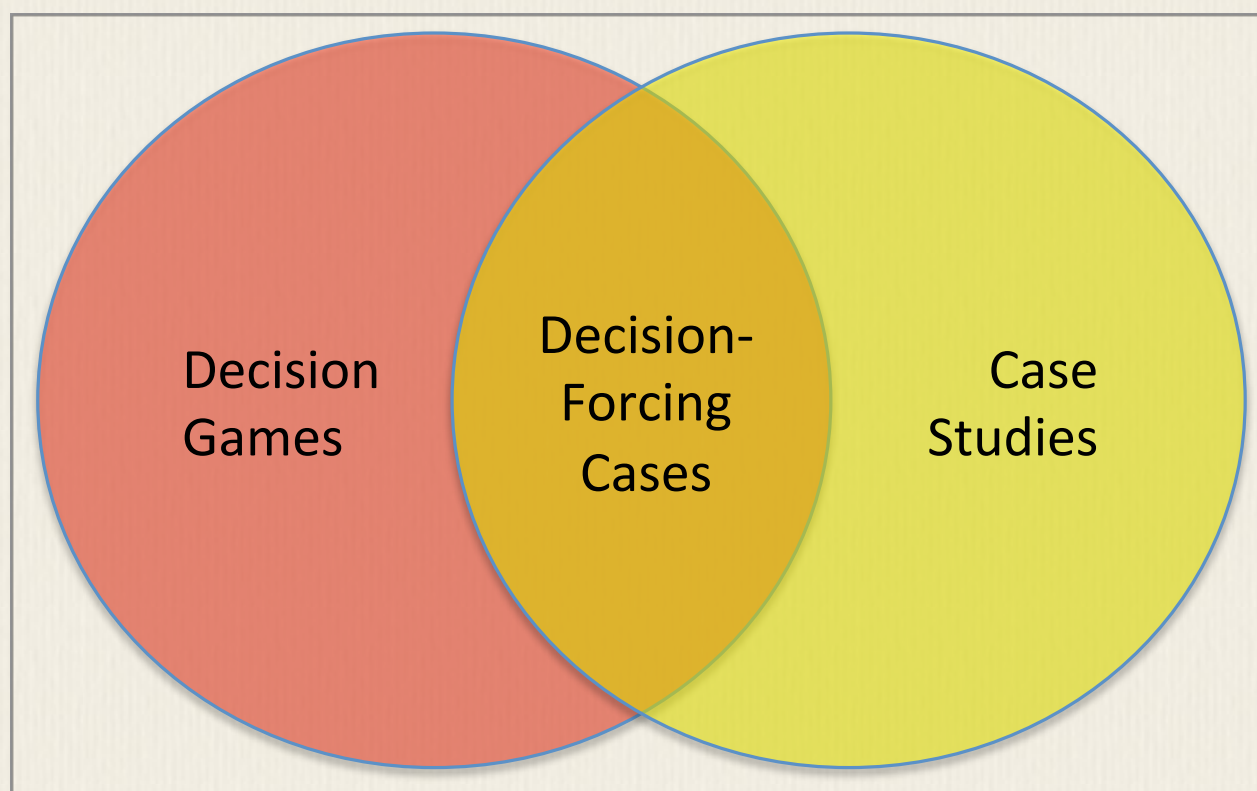 Decision
Games
Decision-
Forcing
Cases
Case
Studies